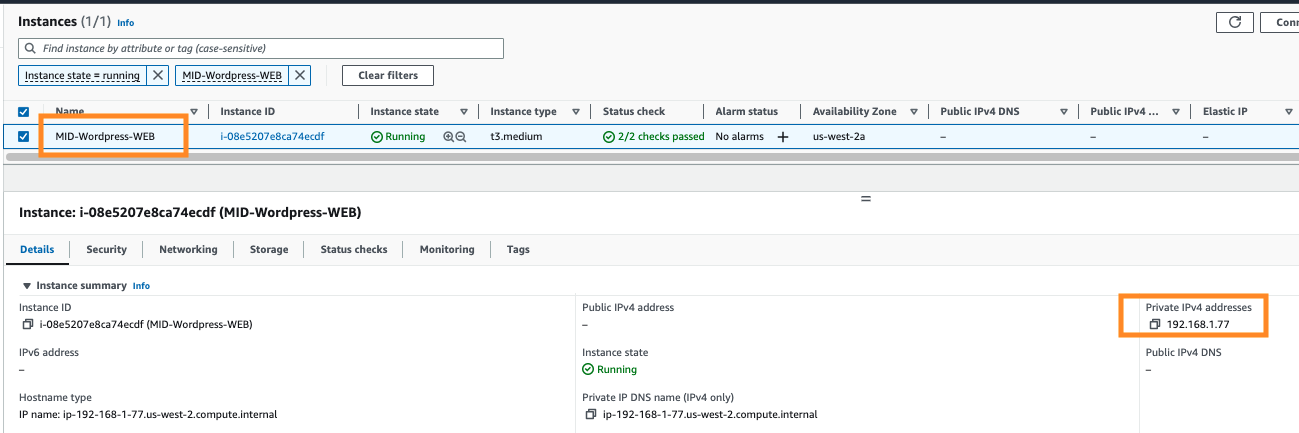 Instances (1/1) Info
Conn
Find instance by attribute or tag (case-sensitive)
Instance state = running MID-Wordpress-WEB Clear filters
Name Instance ID Instance state Instance type Status check Alarm status Availability Zone Public IPv4 DNS Public IPv4 ... Elastic IP
MID-Wordpress-WEB i-08e5207e8ca74ecdf Running t3.medium 2/2 checks passed No alarms + us-west-2a – – –
Instance: i-08e5207e8ca74ecdf (MID-Wordpress-WEB)
Details Security Networking Storage Status checks Monitoring Tags
Instance summary Info
Instance ID Public IPv4 address Private IPv4 addresses
i-08e5207e8ca74ecdf (MID-Wordpress-WEB) – 192.168.1.77
IPv6 address Instance state Public IPv4 DNS
– Running –
Hostname type Private IP DNS name (IPv4 only)
IP name: ip-192-168-1-77.us-west-2.compute.internal ip-192-168-1-77.us-west-2.compute.internal